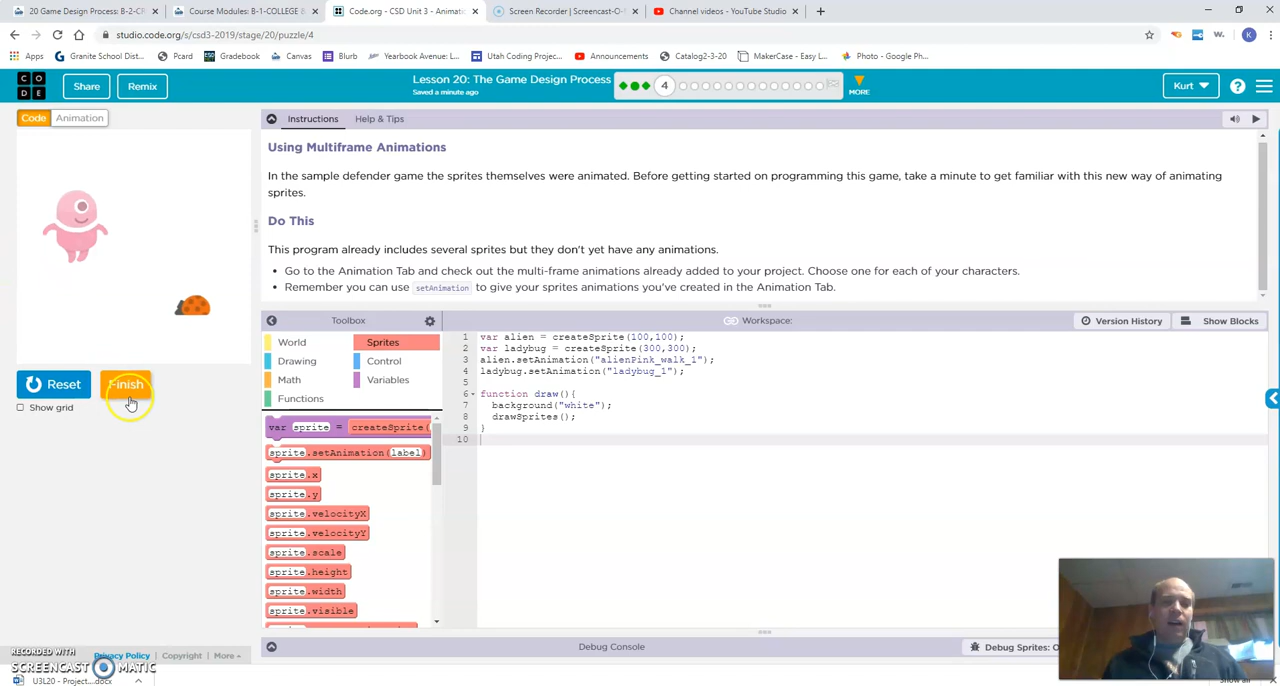 20 Game Design Process: B-2-CR
Course Modules: B-1-COLLEGE B
Code.org - CSD Unit 3 - Animatio
Screen Recorder | Screencast-O-M
Channel videos - YouTube Studio
studio.code.org/s/csd3-2019/stage/20/puzzle/4
Apps
Granite School Dist...
Pcard
Gradebook
Canvas
Blurb
Yearbook Avenue: L...
Utah Coding Project...
Announcements
Catalog2-3-20
MakerCase - Easy L...
Photo - Google Ph...
CODE
Share
Remix
Lesson 20: The Game Design Process
Saved a minute ago
4
MORE
Kurt
Code
Animation
Instructions
Help & Tips
Using Multiframe Animations
In the sample defender game the sprites themselves were animated. Before getting started on programming this game, take a minute to get familiar with this new way of animating
sprites.
Do This
This program already includes several sprites but they don't yet have any animations.
• Go to the Animation Tab and check out the multi-frame animations already added to your project. Choose one for each of your characters.
• Remember you can use setAnimation to give your sprites animations you've created in the Animation Tab.
Toolbox
Workspace:
Version History
Show Blocks
World
Sprites
Drawing
Control
Math
Variables
Functions
var sprite = createSprite(
sprite.setAnimation(label)
sprite.x
sprite.y
sprite.velocityX
sprite.velocityY
sprite.scale
sprite.height
sprite.width
sprite.visible
1 var alien = createSprite(100,100);
2 var ladybug = createSprite(300,300);
3 alien.setAnimation("alienPink_walk_1");
4 ladybug.setAnimation("ladybug_1");
5
6 function draw(){
7 background("white");
8 drawSprites();
9 }
10
Reset
Finish
Show grid
Debug Console
Debug Sprites: O
Privacy Policy
Copyright
More
RECORDED WITH
SCREENCAST MATIC
U3L20 - Project....docx